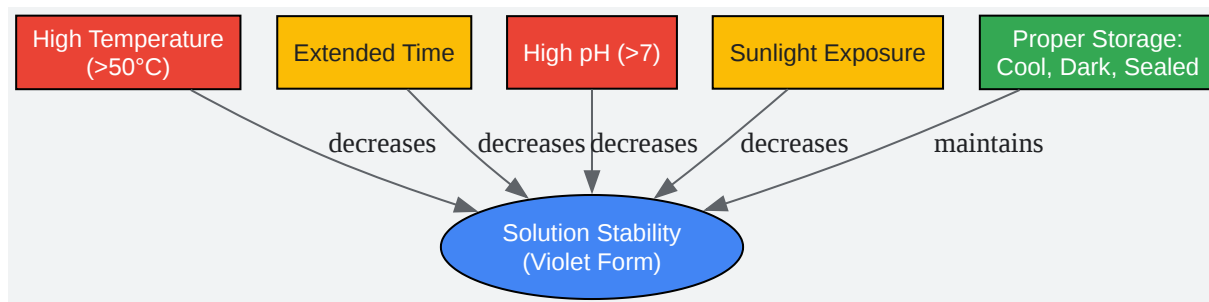 High Temperature
(>50°C)
Extended Time
High pH (>7)
Sunlight Exposure
Proper Storage:
Cool, Dark, Sealed
decreases
decreases
decreases
decreases
maintains
Solution Stability
(Violet Form)